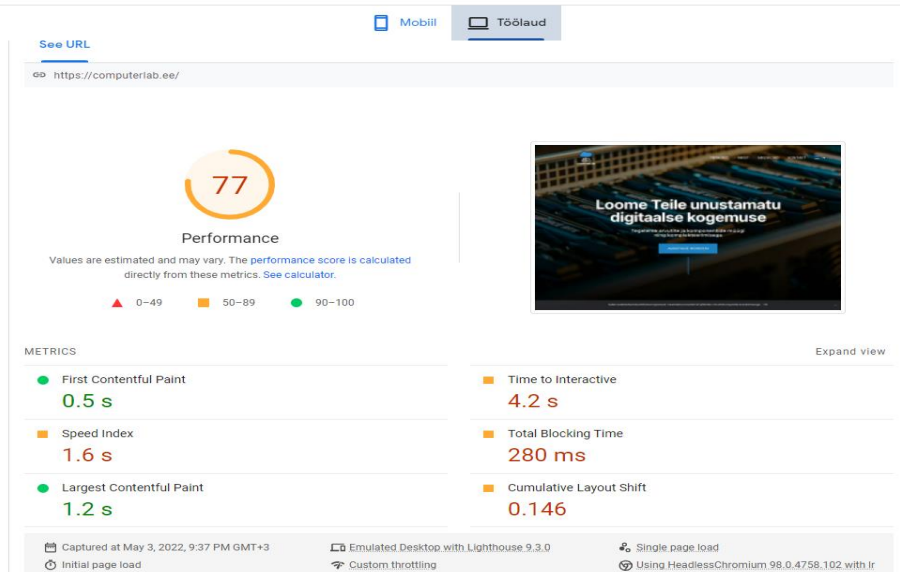 Mobiil
Töölaud
See URL
https://computerlab.ee/
77
Performance
Values are estimated and may vary. The performance score is calculated
directly from these metrics. See calculator.
0–49
50–89
90–100
Loome Teile unustamatu
digitaalse kogemuse
METRICS
Expand view
First Contentful Paint
0.5 s
Time to Interactive
4.2 s
Speed Index
1.6 s
Total Blocking Time
280 ms
Largest Contentful Paint
1.2 s
Cumulative Layout Shift
0.146
Captured at May 3, 2022, 9:37 PM GMT+3
Emulated Desktop with Lighthouse 9.3.0
Single page load
Initial page load
Custom throttling
Using HeadlessChromium 98.0.4758.102 with lr